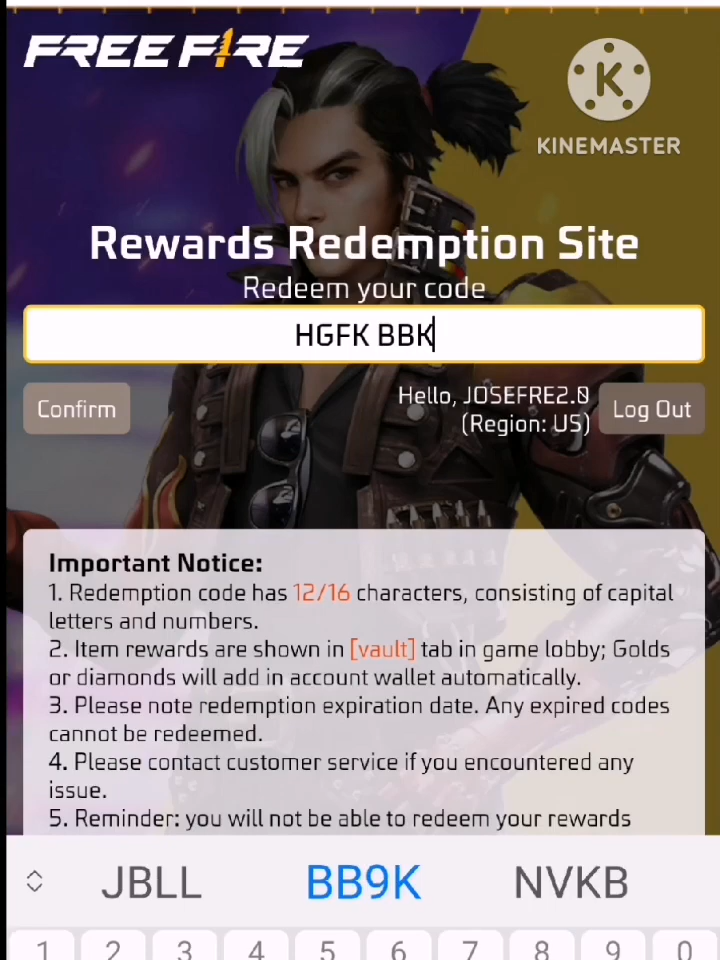 FREE FIRE
K
KINEMASTER
Rewards Redemption Site
Redeem your code
HGFK BBK
Confirm
Hello, JOSEFRE2.0
(Region: US)
Log Out
Important Notice:
1. Redemption code has 12/16 characters, consisting of capital
letters and numbers.
2. Item rewards are shown in [vault] tab in game lobby; Golds
or diamonds will add in account wallet automatically.
3. Please note redemption expiration date. Any expired codes
cannot be redeemed.
4. Please contact customer service if you encountered any
issue.
5. Reminder: you will not be able to redeem your rewards
JBLL BB9K NVKB
1 2 3 4 5 6 7 8 9 0